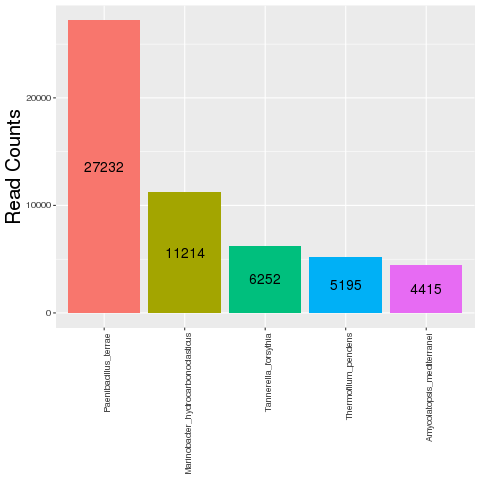 Read Counts
20000
10000
0
27232
11214
6252
5195
4415
Paenibacillus_terrae
Marinobacter_hydrocarbonoclasticus
Tannerella_forsythia
Thermofilum_pendens
Amycolatopsis_mediterranei